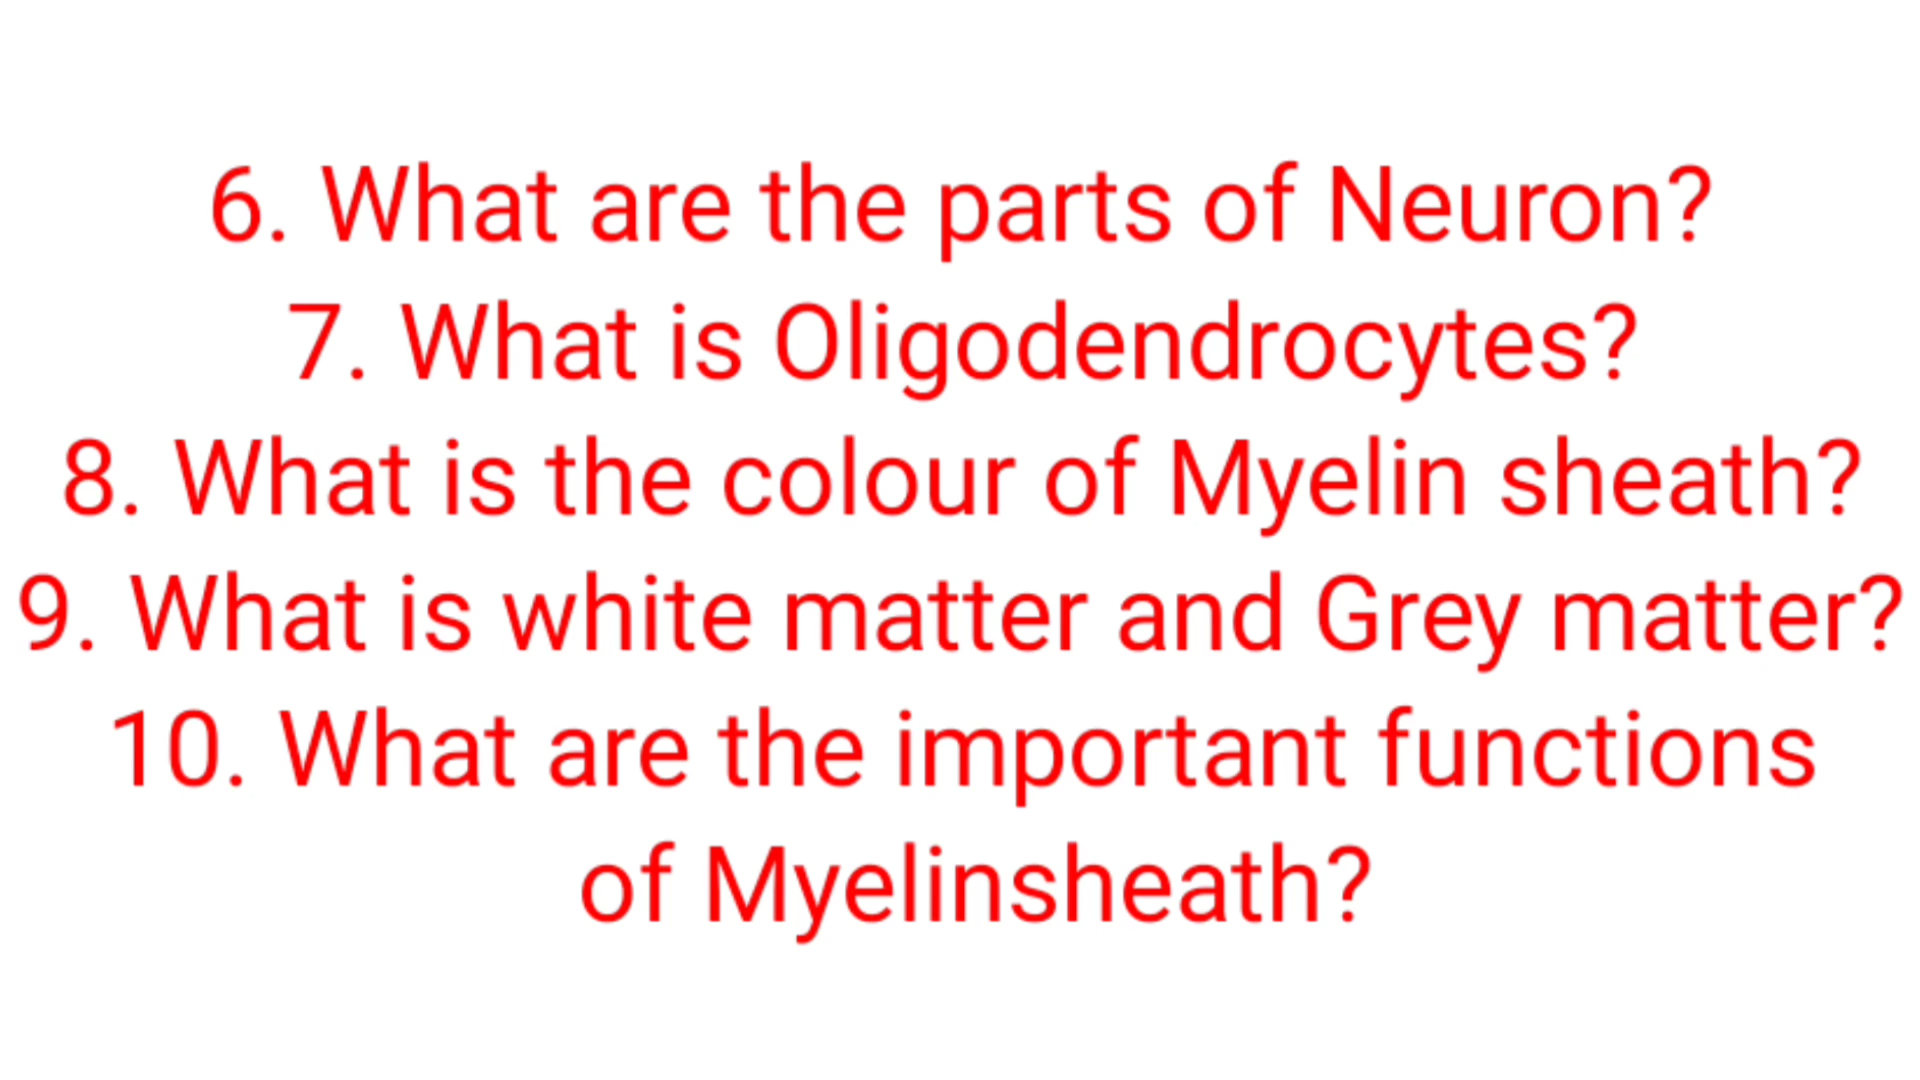 6. What are the parts of Neuron?
7. What is Oligodendrocytes?
8. What is the colour of Myelin sheath?
9. What is white matter and Grey matter?
10. What are the important functions
of Myelinsheath?